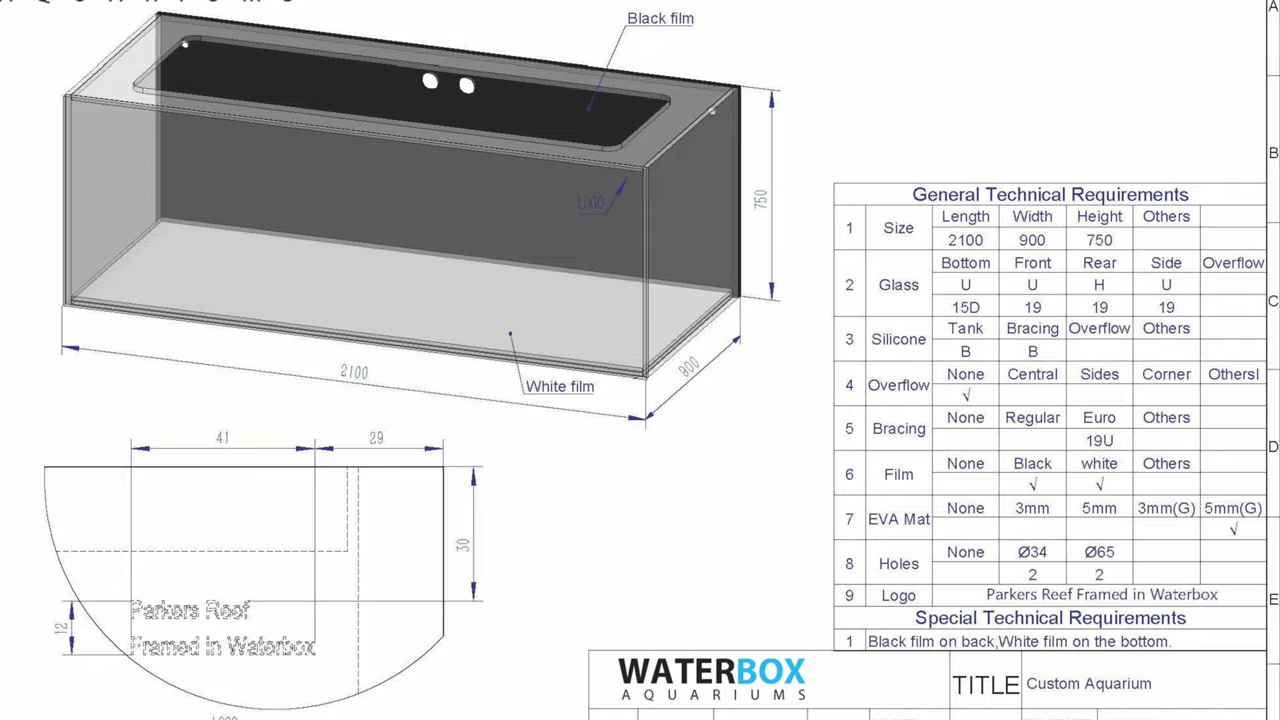 A Q U A R I U M S
Black film
A
B
C
D
E
LOGO
750
White film
2100
900
General Technical Requirements
1 Size Length Width Height Others
2100 900 750
2 Glass Bottom Front Rear Side Overflow
U U H U
15D 19 19 19
3 Silicone Tank Bracing Overflow Others
B B
4 Overflow None Central Sides Corner Othersl
√
5 Bracing None Regular Euro Others
19U
6 Film None Black white Others
√ √
7 EVA Mat None 3mm 5mm 3mm(G) 5mm(G)
√
8 Holes None Ø34 Ø65
2 2
9 Logo Parkers Reef Framed in Waterbox
Special Technical Requirements
1 Black film on back,White film on the bottom.
41
29
30
12
Parkers Reef
Framed in Waterbox
WATERBOX
AQUARIUMS
TITLE Custom Aquarium